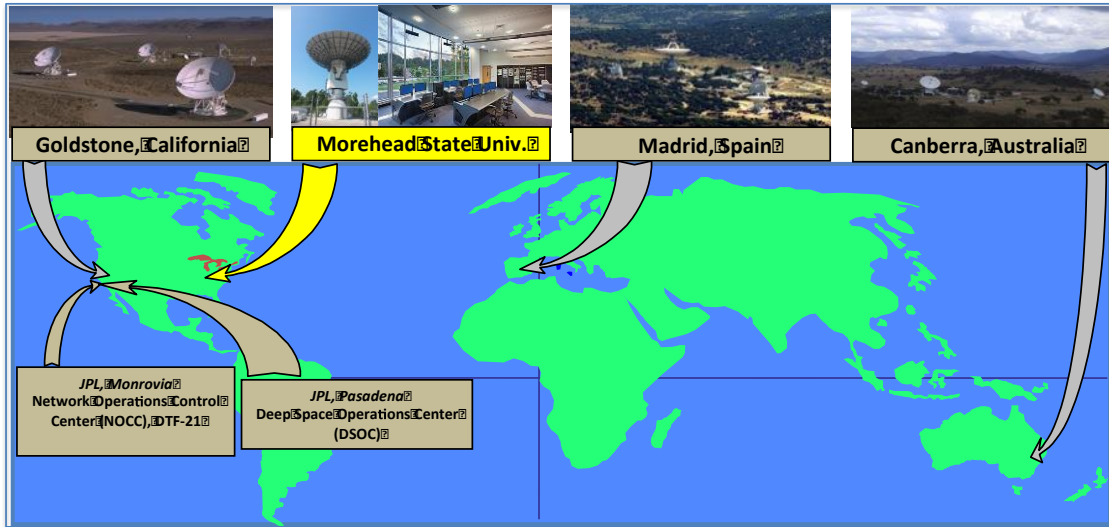 Goldstone, California
Morehead State Univ.
Madrid, Spain
Canberra, Australia
JPL, Monrovia
Network Operations Control
Center (NOCC), DTF-21
JPL, Pasadena
Deep Space Operations Center
(DSOC)